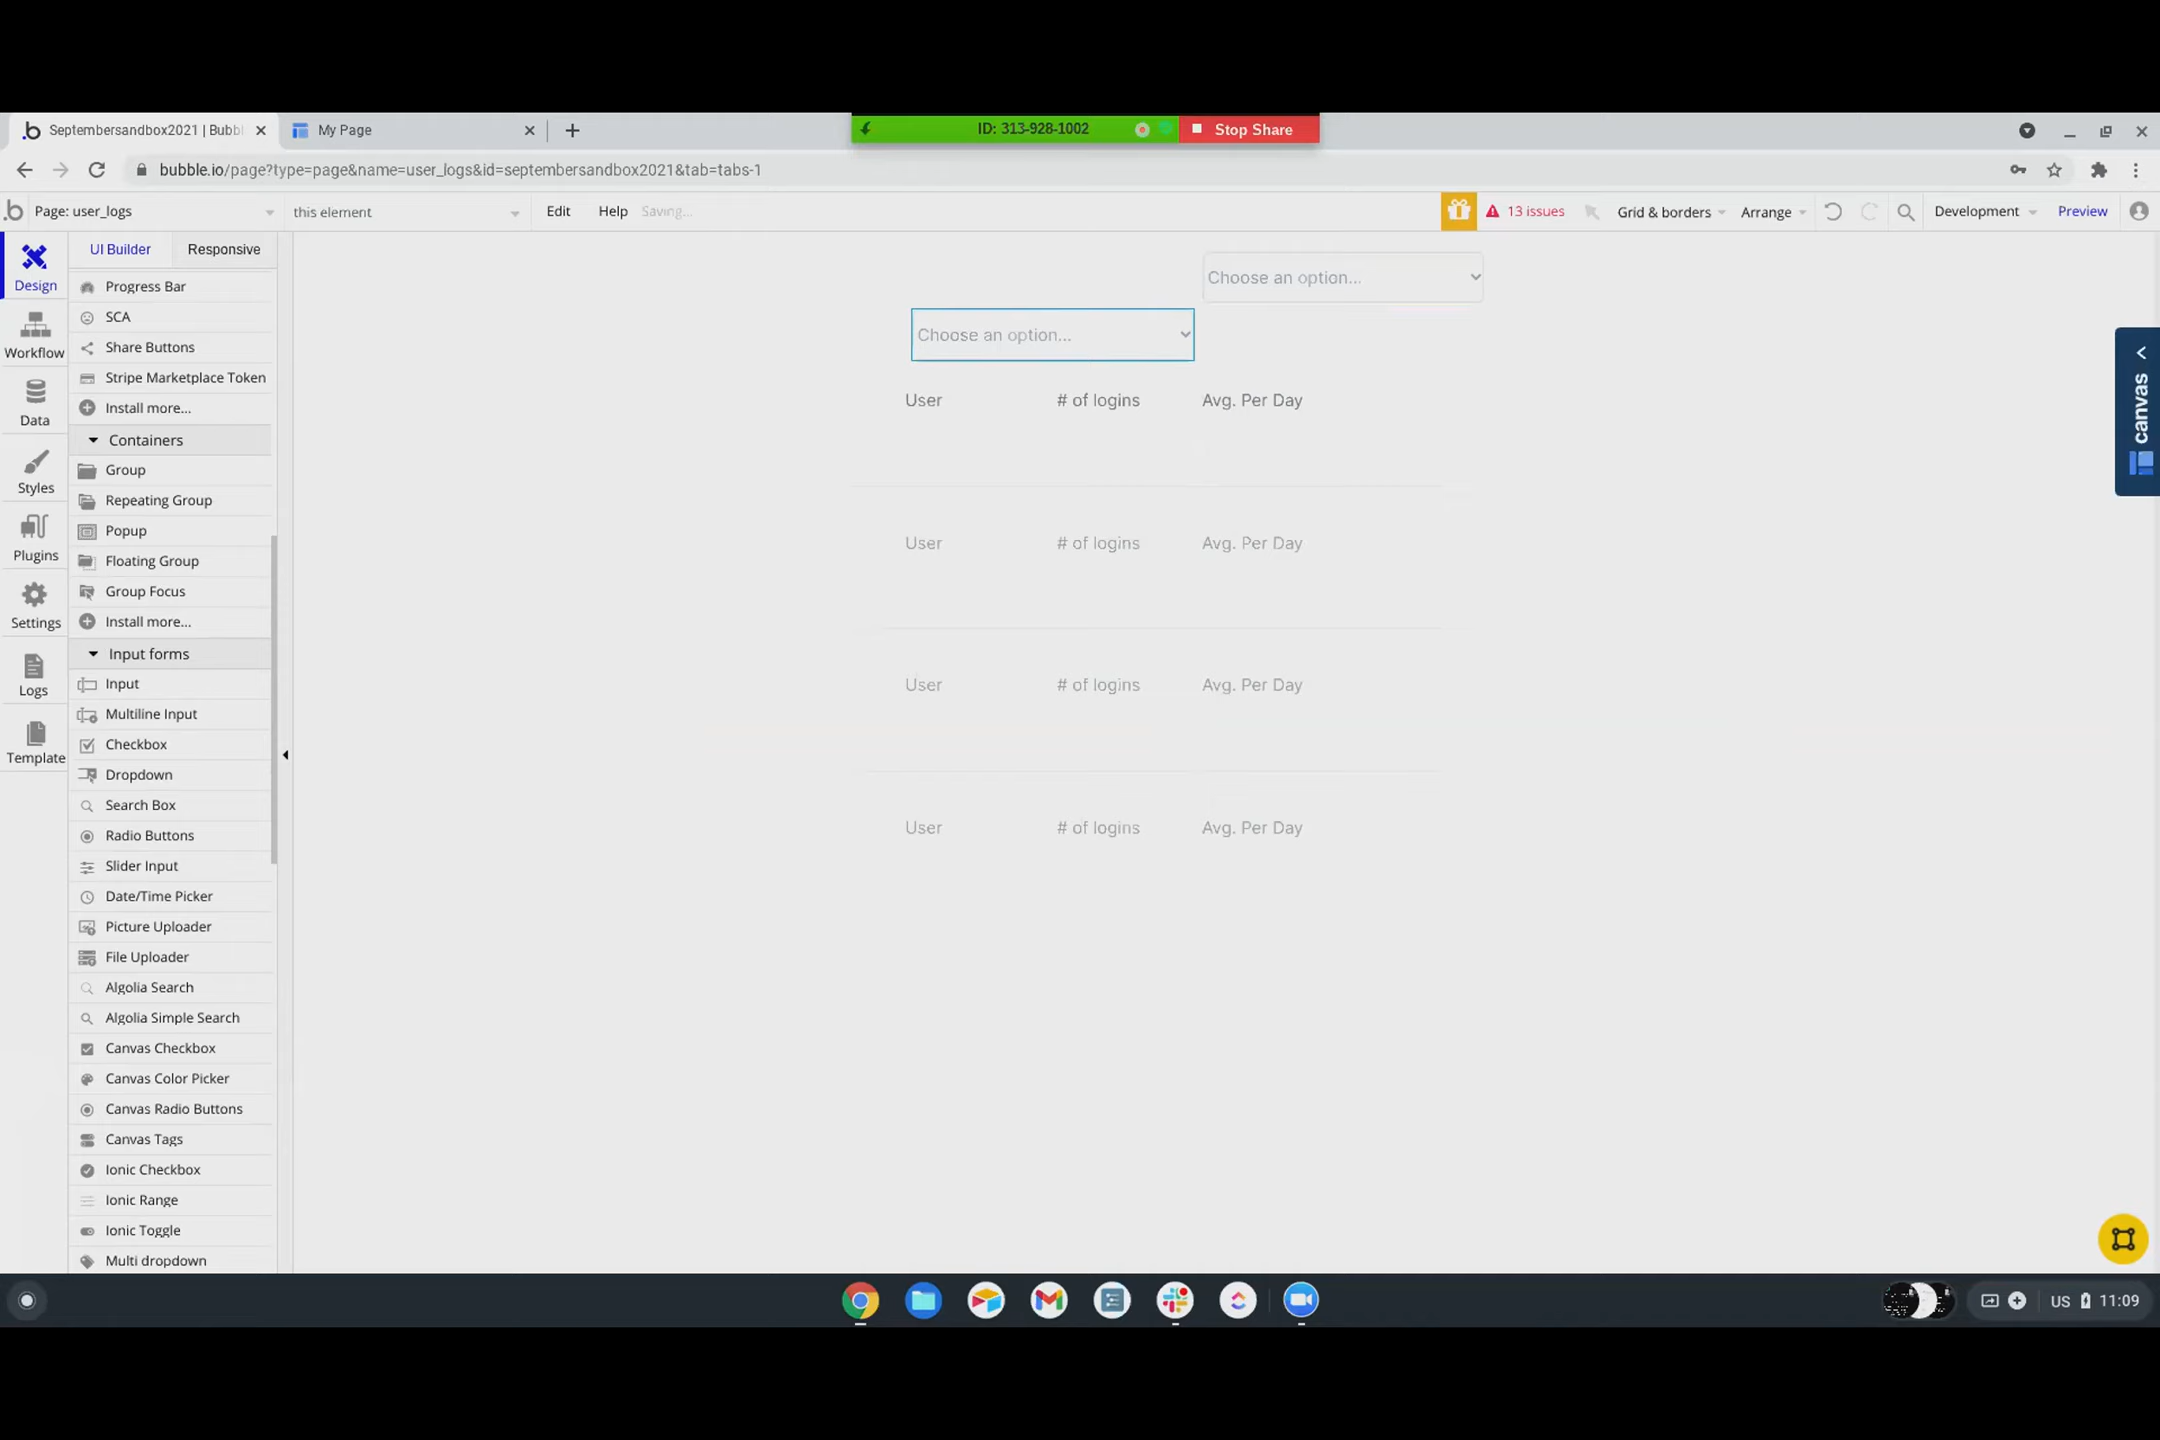 Septembersandbox2021 | Bubbl
My Page
ID: 313-928-1002
Stop Share
bubble.io/page?type=page&name=user_logs&id=septembersandbox2021&tab=tabs-1
Page: user_logs
this element
Edit
Help
Saving...
13 issues
Grid & borders
Arrange
Development
Preview
Design
Workflow
Data
Styles
Plugins
Settings
Logs
Template
UI Builder
Responsive
Progress Bar
SCA
Share Buttons
Stripe Marketplace Token
Install more...
Containers
Group
Repeating Group
Popup
Floating Group
Group Focus
Install more...
Input forms
Input
Multiline Input
Checkbox
Dropdown
Search Box
Radio Buttons
Slider Input
Date/Time Picker
Picture Uploader
File Uploader
Algolia Search
Algolia Simple Search
Canvas Checkbox
Canvas Color Picker
Canvas Radio Buttons
Canvas Tags
Ionic Checkbox
Ionic Range
Ionic Toggle
Multi dropdown
Choose an option...
Choose an option...
User # of logins Avg. Per Day
User # of logins Avg. Per Day
User # of logins Avg. Per Day
User # of logins Avg. Per Day
canvas
US 11:09